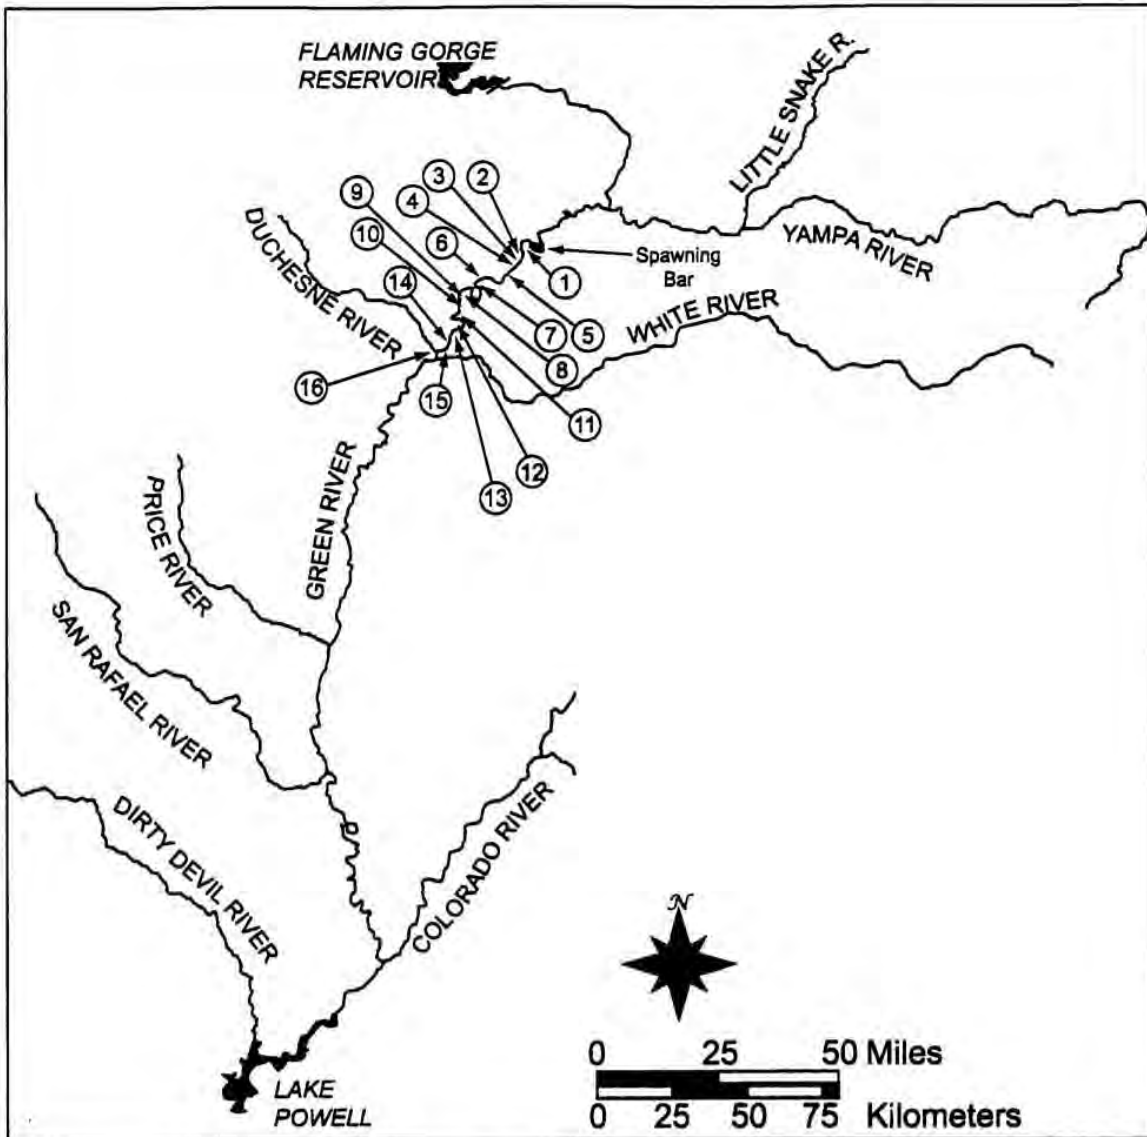 FLAMING GORGE
RESERVOIR
LITTLE SNAKE R.
YAMPA RIVER
Spawning
Bar
WHITE RIVER
DUCHESNE RIVER
9
3
2
4
10
6
1
14
7
5
8
16
15
11
12
13
GREEN RIVER
PRICE RIVER
SAN RAFAEL RIVER
DIRTY DEVIL RIVER
COLORADO RIVER
N
0 25 50 Miles
0 25 50 75 Kilometers
LAKE
POWELL